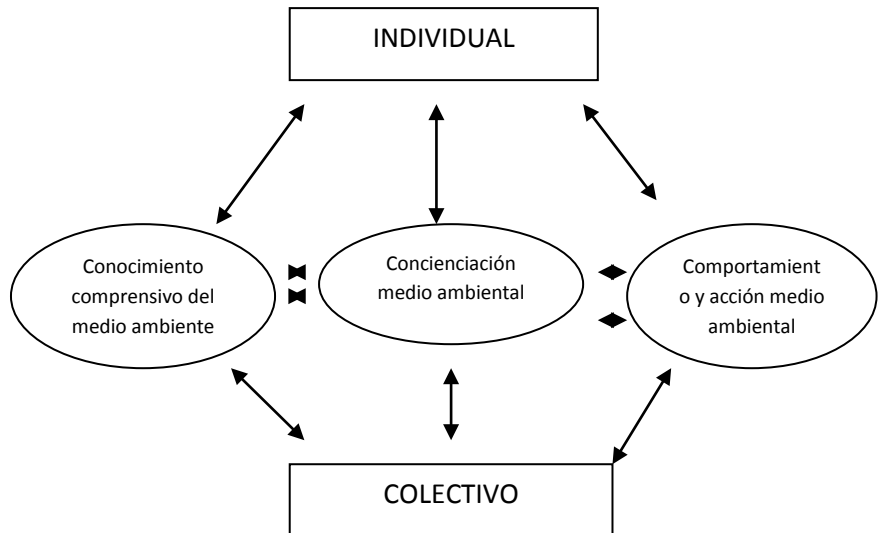 INDIVIDUAL
Conocimiento
comprensivo del
medio ambiente
Concienciación
medio ambiental
Comportamient
o y acción medio
ambiental
COLECTIVO